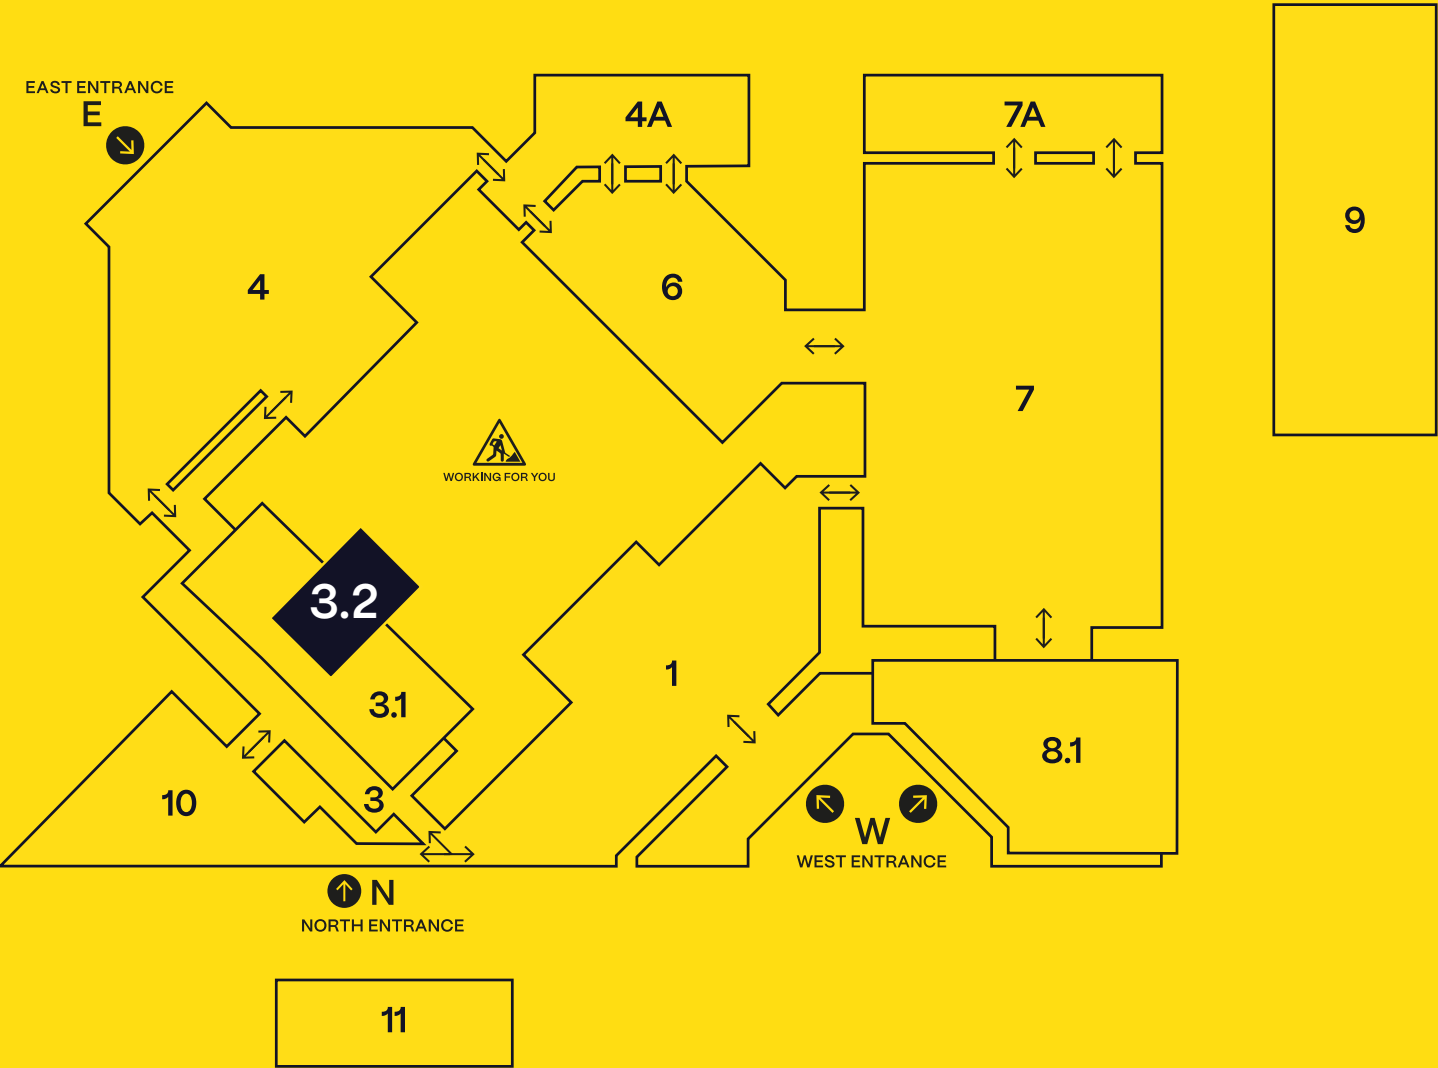 EAST ENTRANCE
E
4A
7A
9
4
6
7
WORKING FOR YOU
3.2
1
3.1
8.1
10
3
W
WEST ENTRANCE
N
NORTH ENTRANCE
11